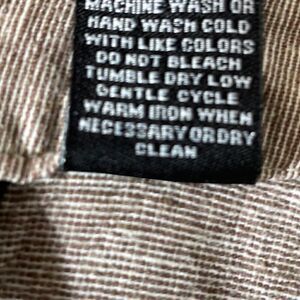 MACHINE WASH OR
HAND WASH COLD
WITH LIKE COLORS
DO NOT BLEACH
TUMBLE DRY LOW
GENTLE CYCLE
WARM IRON WHEN
NECESSARY OR DRY
CLEAN